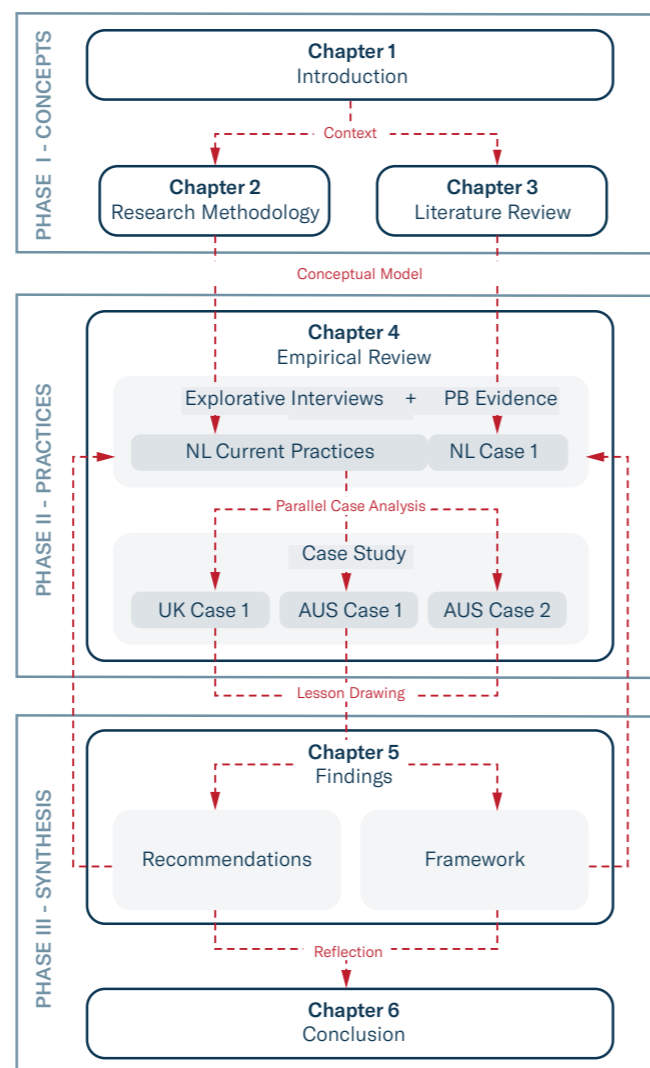 PHASE I - CONCEPTS
Chapter 1
Introduction
Context
Chapter 2
Research Methodology
Chapter 3
Literature Review
Conceptual Model
PHASE II - PRACTICES
Chapter 4
Empirical Review
Explorative Interviews + PB Evidence
NL Current Practices
NL Case 1
Parallel Case Analysis
Case Study
UK Case 1
AUS Case 1
AUS Case 2
Lesson Drawing
PHASE III - SYNTHESIS
Chapter 5
Findings
Recommendations
Framework
Reflection
Chapter 6
Conclusion